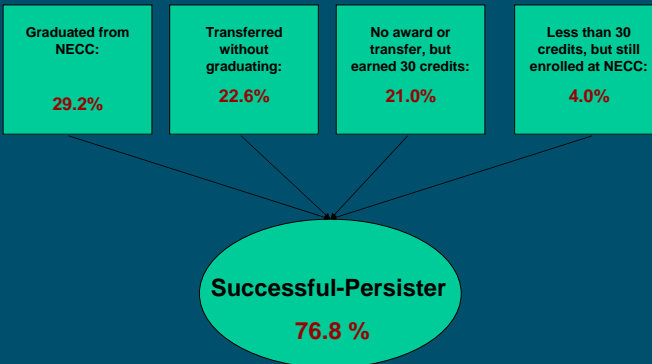 Graduated from
NECC:
29.2%
Transferred
without
graduating:
22.6%
No award or
transfer, but
earned 30 credits:
21.0%
Less than 30
credits, but still
enrolled at NECC:
4.0%
Successful-Persister
76.8 %